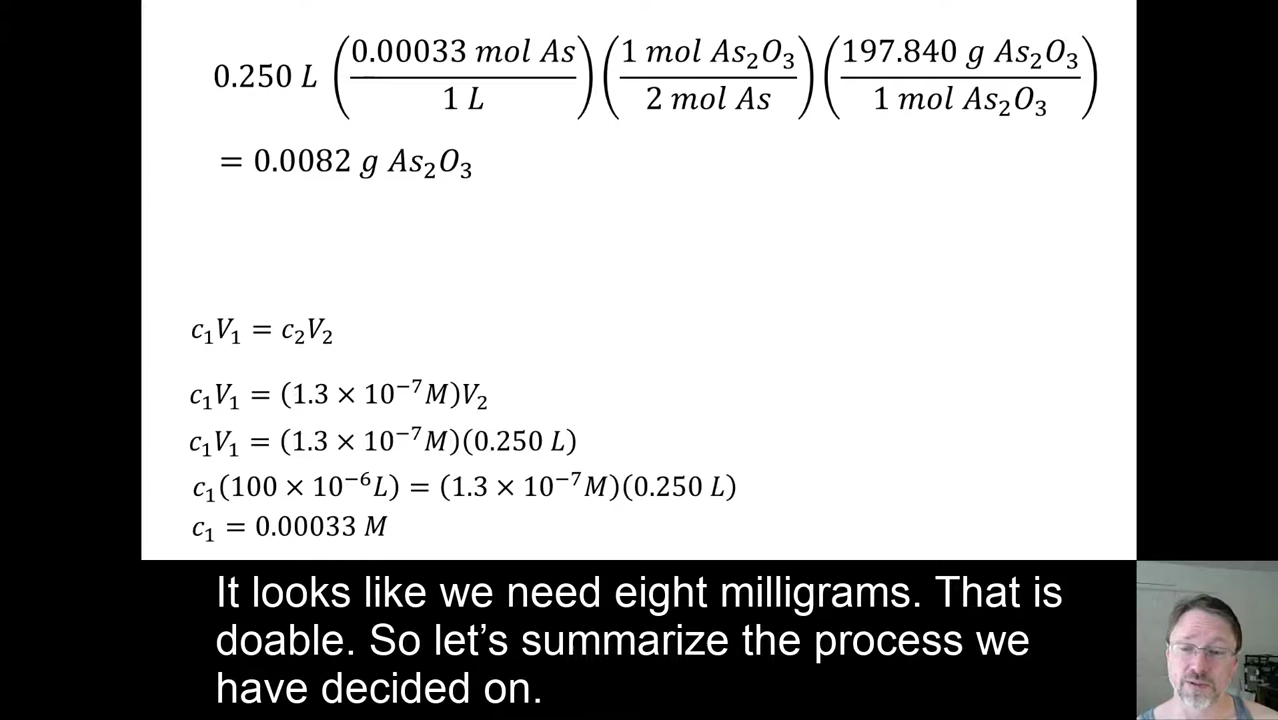 0.250 L (0.00033 mol As / 1 L) (1 mol As₂O₃ / 2 mol As) (197.840 g As₂O₃ / 1 mol As₂O₃)
= 0.0082 g As₂O₃
c₁V₁ = c₂V₂
c₁V₁ = (1.3 × 10⁻⁷M)V₂
c₁V₁ = (1.3 × 10⁻⁷M)(0.250 L)
c₁(100 × 10⁻⁶L) = (1.3 × 10⁻⁷M)(0.250 L)
c₁ = 0.00033 M
It looks like we need eight milligrams. That is
doable. So let’s summarize the process we
have decided on.